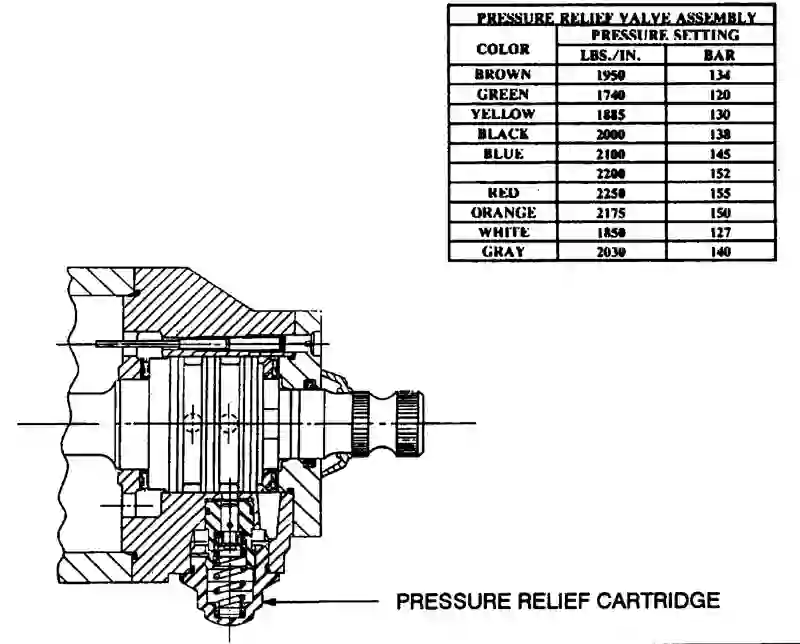 PRESSURE RELIEF VALVE ASSEMBLY
COLOR PRESSURE SETTING
LBS./IN. BAR
BROWN 1950 134
GREEN 1740 120
YELLOW 1885 130
BLACK 2000 138
BLUE 2100 145
2200 152
RED 2250 155
ORANGE 2175 150
WHITE 1850 127
GRAY 2030 140
PRESSURE RELIEF CARTRIDGE